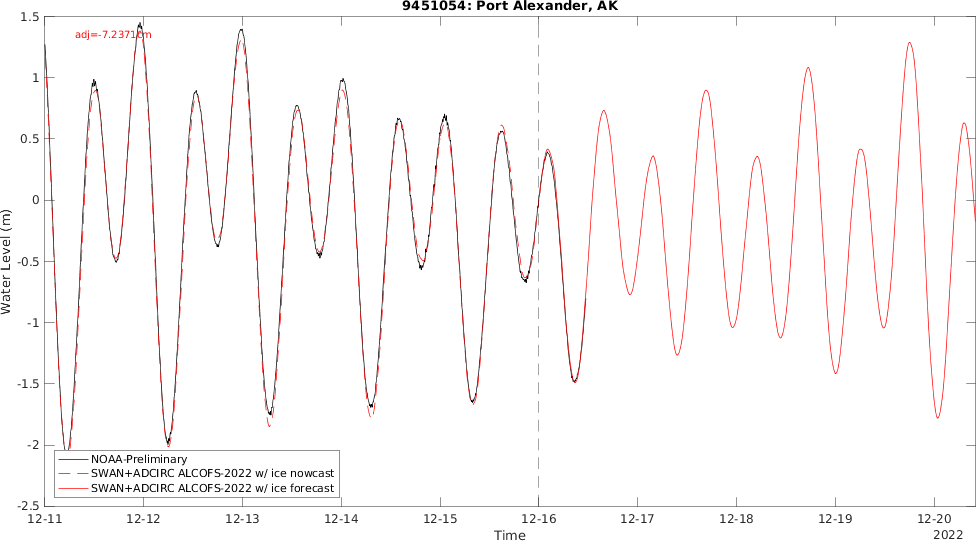 9451054: Port Alexander, AK
adj=-7.2371cm
1.5
1
0.5
0
-0.5
-1
-1.5
-2
-2.5
Water Level (m)
NOAA-Preliminary
SWAN+ADCIRC ALCOFS-2022 w/ ice nowcast
SWAN+ADCIRC ALCOFS-2022 w/ ice forecast
12-11 12-12 12-13 12-14 12-15 12-16 12-17 12-18 12-19 12-20
Time
2022